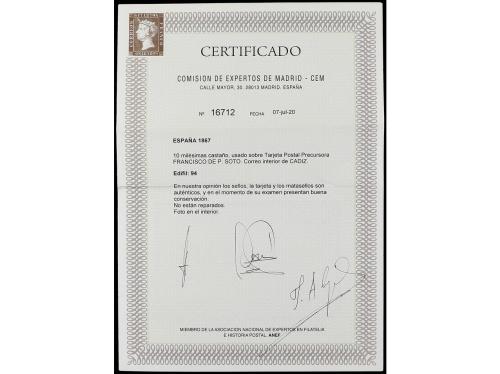 CERTIFICADO
COMISION DE EXPERTOS DE MADRID - CEM
CALLE MAYOR, 30. 28013 MADRID. ESPAÑA
Nº 16712 FECHA 07-jul-20
ESPAÑA 1867
10 milésimas castaño, usado sobre Tarjeta Postal Precursora
FRANCISCO DE P. SOTO. Correo interior de CADIZ.
Edifil: 94
En nuestra opinión los sellos, la tarjeta y los matasellos son
auténticos, y en el momento de su examen presentan buena
conservación.
No están reparados.
Foto en el interior.
MIEMBRO DE LA ASOCIACION NACIONAL DE EXPERTOS EN FILATELIA
E HISTORIA POSTAL. ANEF